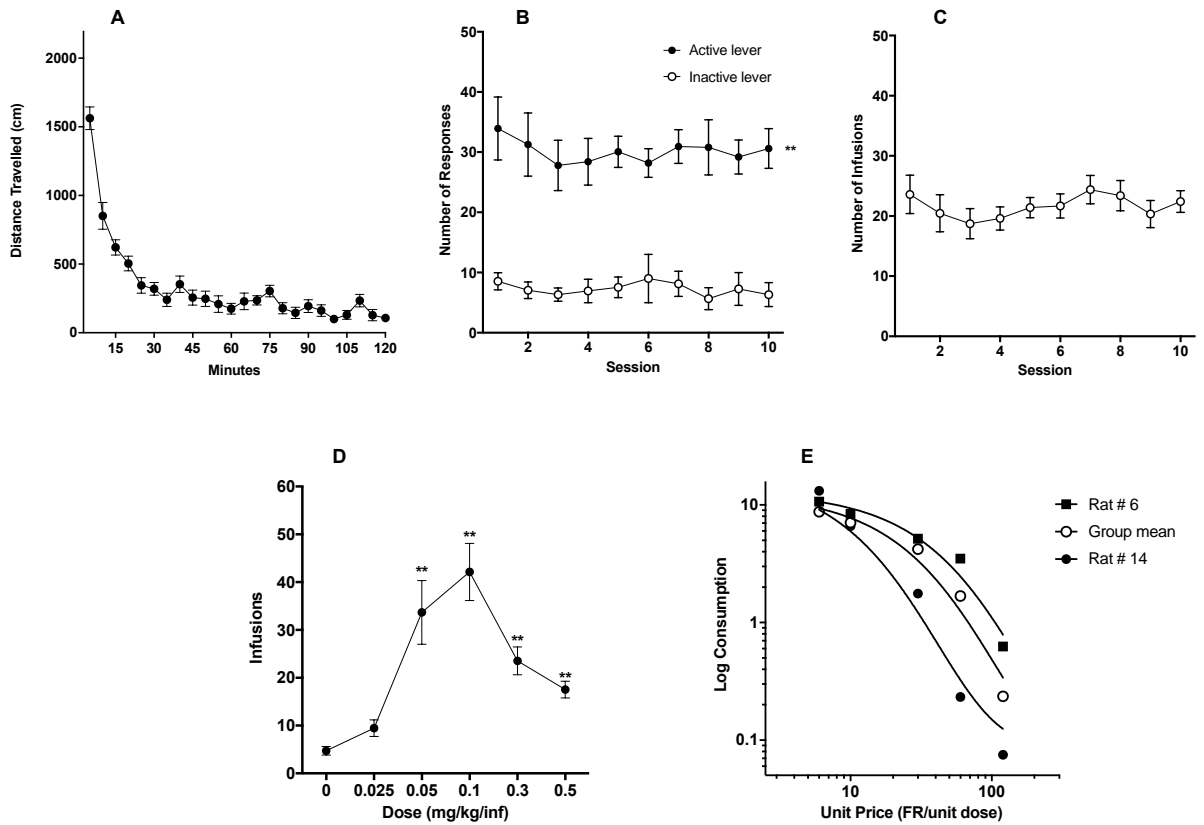 A
Distance Travelled (cm)
2000
1500
1000
500
0
15 30 45 60 75 90 105 120
Minutes
B
Number of Responses
50
40
30
20
10
0
2 4 6 8 10
Session
Active lever
Inactive lever
**
C
Number of Infusions
50
40
30
20
10
0
2 4 6 8 10
Session
D
Infusions
60
50
40
30
20
10
0
** ** ** **
0 0.025 0.05 0.1 0.3 0.5
Dose (mg/kg/inf)
E
Log Consumption
10
1
0.1
10 100
Unit Price (FR/unit dose)
Rat # 6
Group mean
Rat # 14